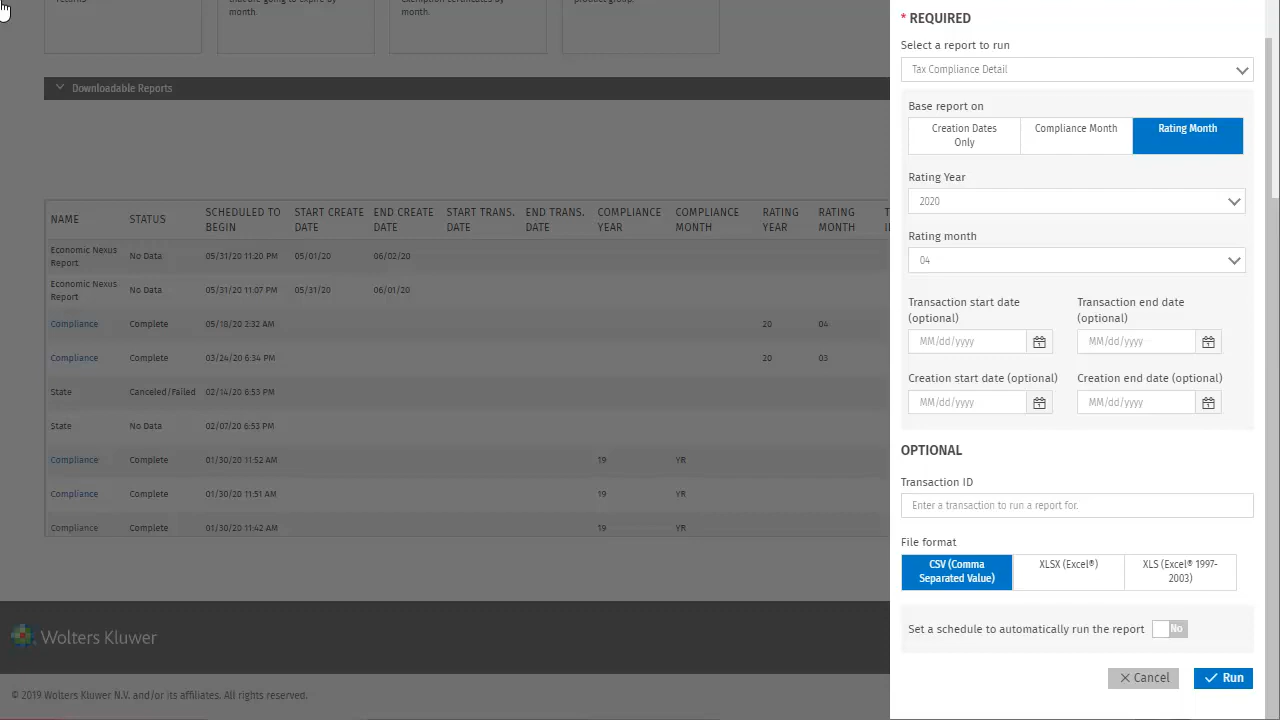 month.
month.
Downloadable Reports
NAME
STATUS
SCHEDULED TO
BEGIN
START CREATE
DATE
END CREATE
DATE
START TRANS.
DATE
END TRANS.
DATE
COMPLIANCE
YEAR
COMPLIANCE
MONTH
RATING
YEAR
RATING
MONTH
Economic Nexus
Report
No Data
05/31/20 11:20 PM
05/01/20
06/02/20
Economic Nexus
Report
No Data
05/31/20 11:07 PM
05/31/20
06/01/20
Compliance
Complete
05/18/20 2:32 AM
20
04
Compliance
Complete
03/24/20 6:34 PM
20
03
State
Canceled/Failed
02/14/20 6:53 PM
State
No Data
02/07/20 6:53 PM
Compliance
Complete
01/30/20 11:52 AM
19
YR
Compliance
Complete
01/30/20 11:51 AM
19
YR
Compliance
Complete
01/30/20 11:42 AM
19
YR
Wolters Kluwer
© 2019 Wolters Kluwer N.V. and/or its affiliates. All rights reserved.
* REQUIRED
Select a report to run
Tax Compliance Detail
Base report on
Creation Dates
Only
Compliance Month
Rating Month
Rating Year
2020
Rating month
04
Transaction start date
(optional)
MM/dd/yyyy
Transaction end date
(optional)
MM/dd/yyyy
Creation start date (optional)
MM/dd/yyyy
Creation end date (optional)
MM/dd/yyyy
OPTIONAL
Transaction ID
Enter a transaction to run a report for.
File format
CSV (Comma
Separated Value)
XLSX (Excel®)
XLS (Excel® 1997-
2003)
Set a schedule to automatically run the report
No
Cancel
Run